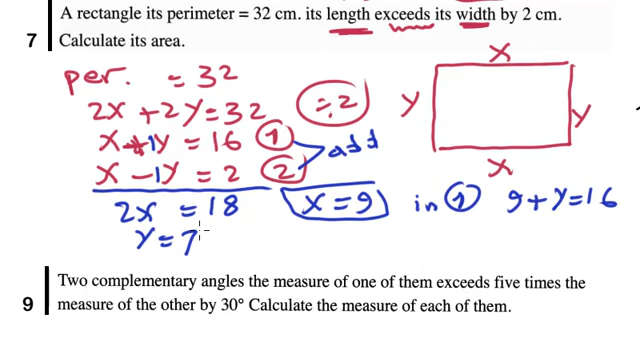 A rectangle its perimeter = 32 cm. its length exceeds its width by 2 cm.
7 Calculate its area.
per. = 32
2x + 2y = 32 ÷2
x + 1y = 16 ① add
x - 1y = 2 ②
2x = 18 x = 9 in ① 9 + y = 16
y = 7
x
y
y
x
Two complementary angles the measure of one of them exceeds five times the
9 measure of the other by 30° Calculate the measure of each of them.